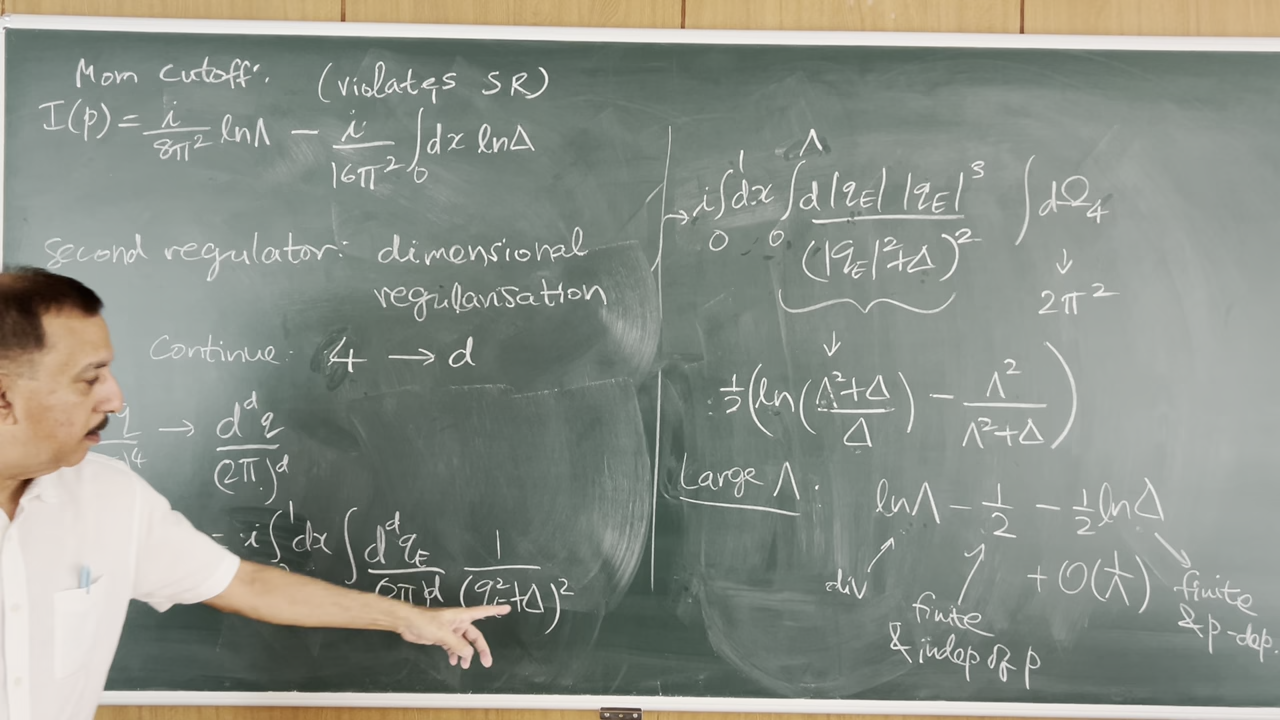 Mom cutoff: (violates SR)
I(p) = i/8π² lnΛ − i/16π² ∫₀¹ dx lnΔ
Second regulator: dimensional
regularisation
Continue: 4 → d
→ d^d q/(2π)^d
i∫¹ dx ∫ d^d q_E/(2π)^d 1/(q_E²+Δ)²
→ i∫₀¹ dx ∫₀^Λ d|q_E| |q_E|³/(|q_E|²+Δ)² ∫dΩ₄
↓
2π²
↓
½(ln((Λ²+Δ)/Δ) − Λ²/(Λ²+Δ))
Large Λ: lnΛ − 1/2 − ½lnΔ
+ O(1/Λ)
div
finite
& indep of p
finite
& p-dep.